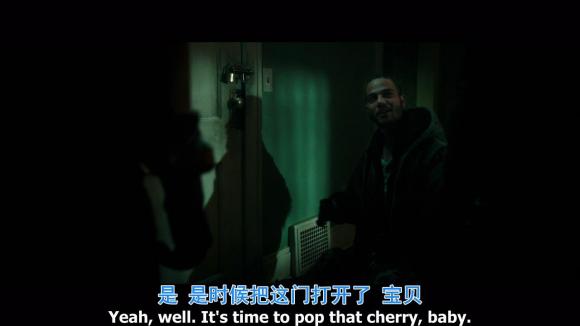 是 是时候把这门打开了 宝贝
Yeah, well. It's time to pop that cherry, baby.